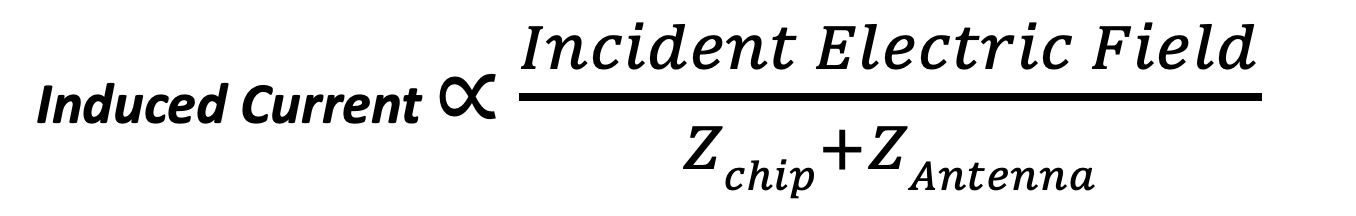 Induced Current ∝
Incident Electric Field
Z_chip+Z_Antenna